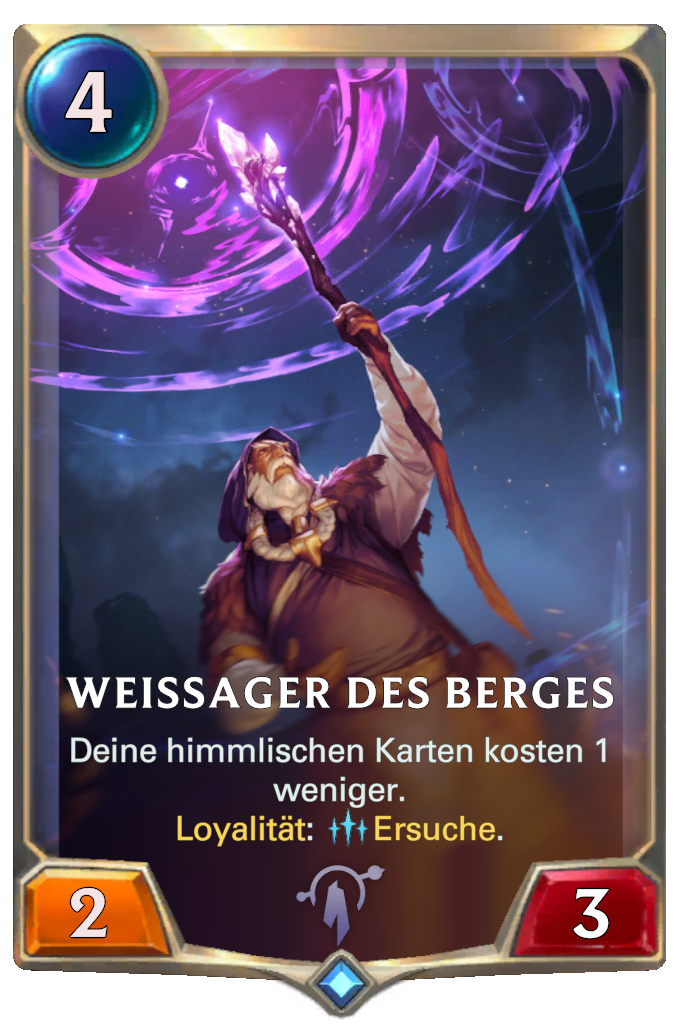 4
WEISSAGER DES BERGES
Deine himmlischen Karten kosten 1
weniger.
Loyalität: Ersuche.
2
3